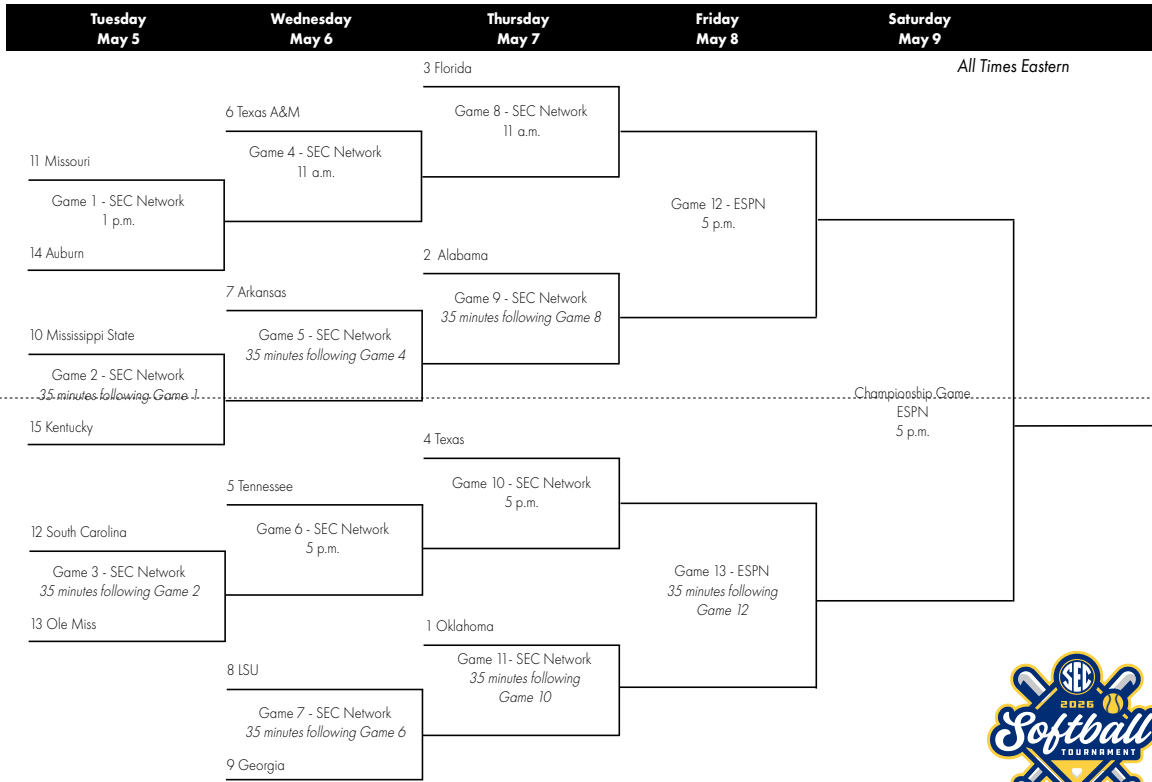 Tuesday
May 5
Wednesday
May 6
Thursday
May 7
Friday
May 8
Saturday
May 9
All Times Eastern
11 Missouri
Game 1 - SEC Network
1 p.m.
14 Auburn
10 Mississippi State
Game 2 - SEC Network
35 minutes following Game 1
15 Kentucky
12 South Carolina
Game 3 - SEC Network
35 minutes following Game 2
13 Ole Miss
6 Texas A&M
Game 4 - SEC Network
11 a.m.
7 Arkansas
Game 5 - SEC Network
35 minutes following Game 4
5 Tennessee
Game 6 - SEC Network
5 p.m.
8 LSU
Game 7 - SEC Network
35 minutes following Game 6
9 Georgia
3 Florida
Game 8 - SEC Network
11 a.m.
2 Alabama
Game 9 - SEC Network
35 minutes following Game 8
4 Texas
Game 10 - SEC Network
5 p.m.
1 Oklahoma
Game 11- SEC Network
35 minutes following
Game 10
Game 12 - ESPN
5 p.m.
Game 13 - ESPN
35 minutes following
Game 12
Championship Game
ESPN
5 p.m.
SEC
2026
Softball
TOURNAMENT